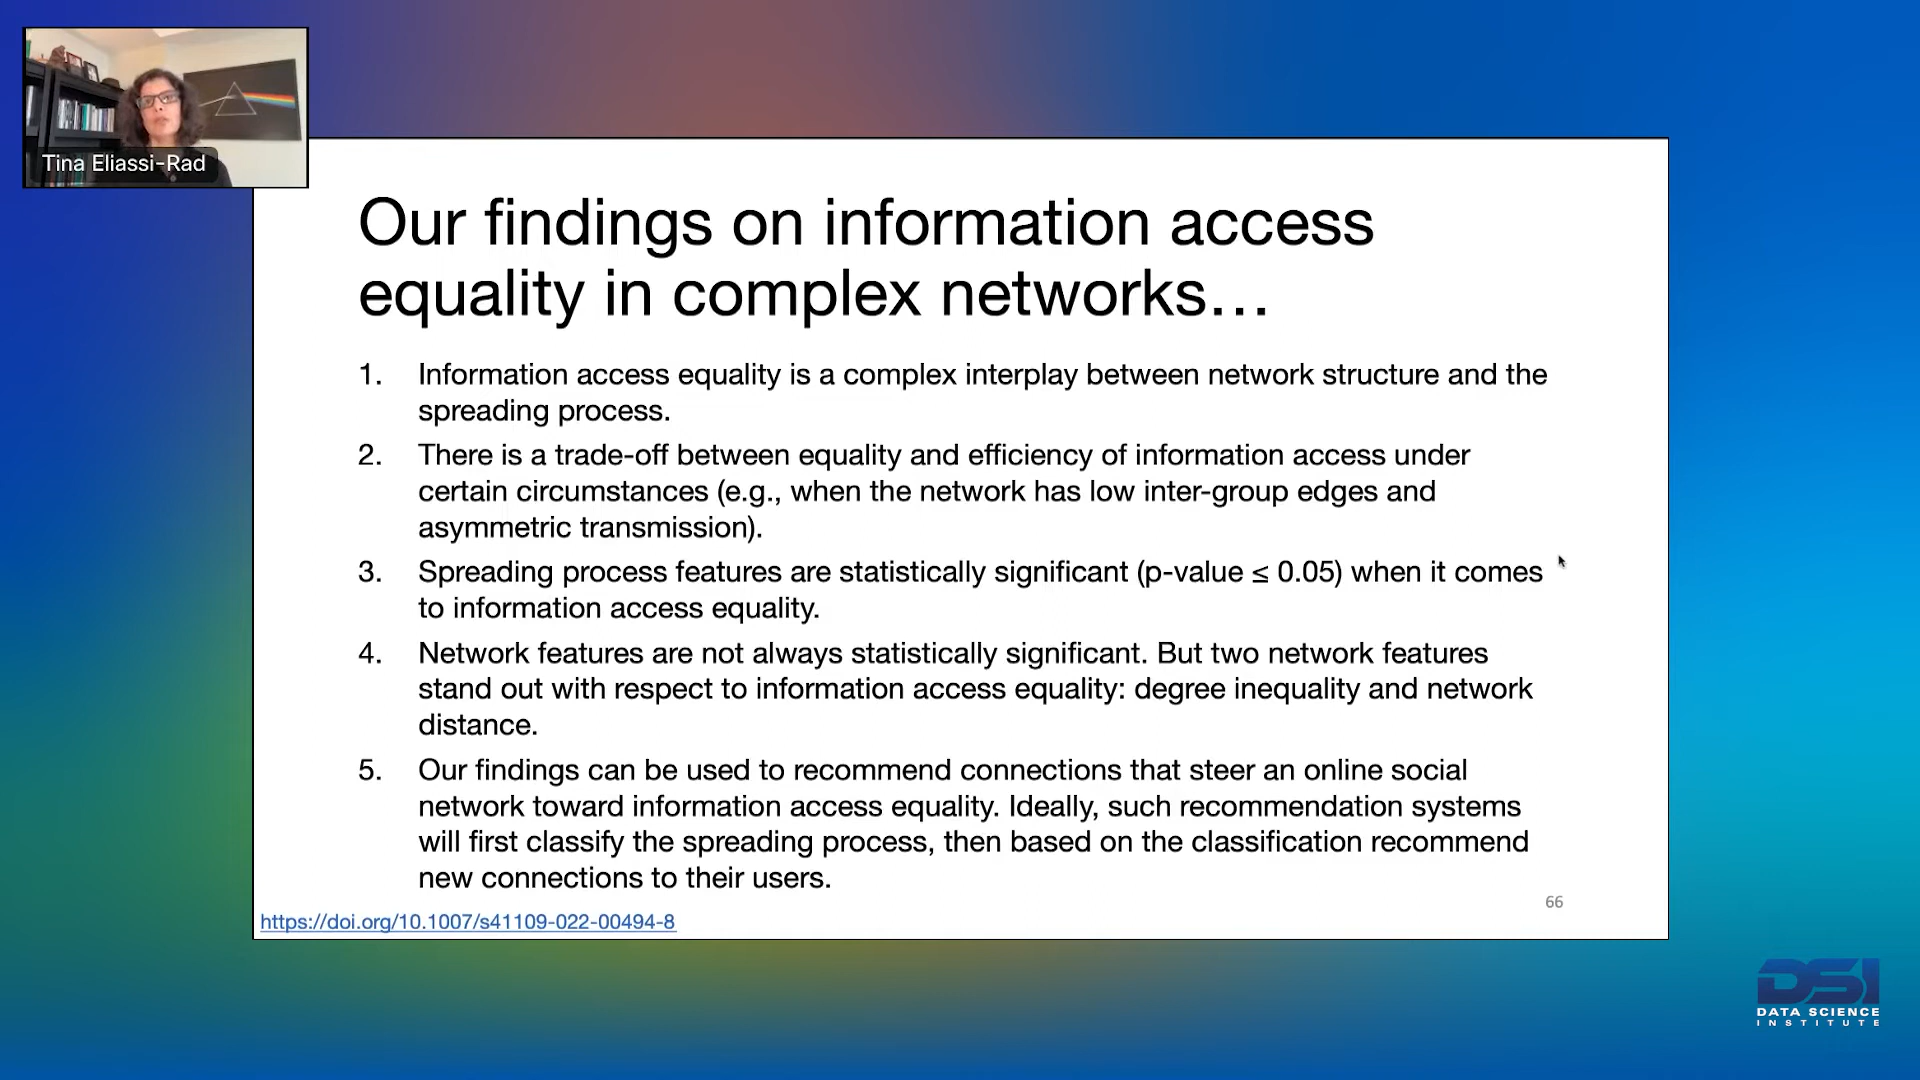 Tina Eliassi-Rad
Our findings on information access
equality in complex networks…
1. Information access equality is a complex interplay between network structure and the
spreading process.
2. There is a trade-off between equality and efficiency of information access under
certain circumstances (e.g., when the network has low inter-group edges and
asymmetric transmission).
3. Spreading process features are statistically significant (p-value ≤ 0.05) when it comes
to information access equality.
4. Network features are not always statistically significant. But two network features
stand out with respect to information access equality: degree inequality and network
distance.
5. Our findings can be used to recommend connections that steer an online social
network toward information access equality. Ideally, such recommendation systems
will first classify the spreading process, then based on the classification recommend
new connections to their users.
66
https://doi.org/10.1007/s41109-022-00494-8
DSI
DATA SCIENCE
INSTITUTE